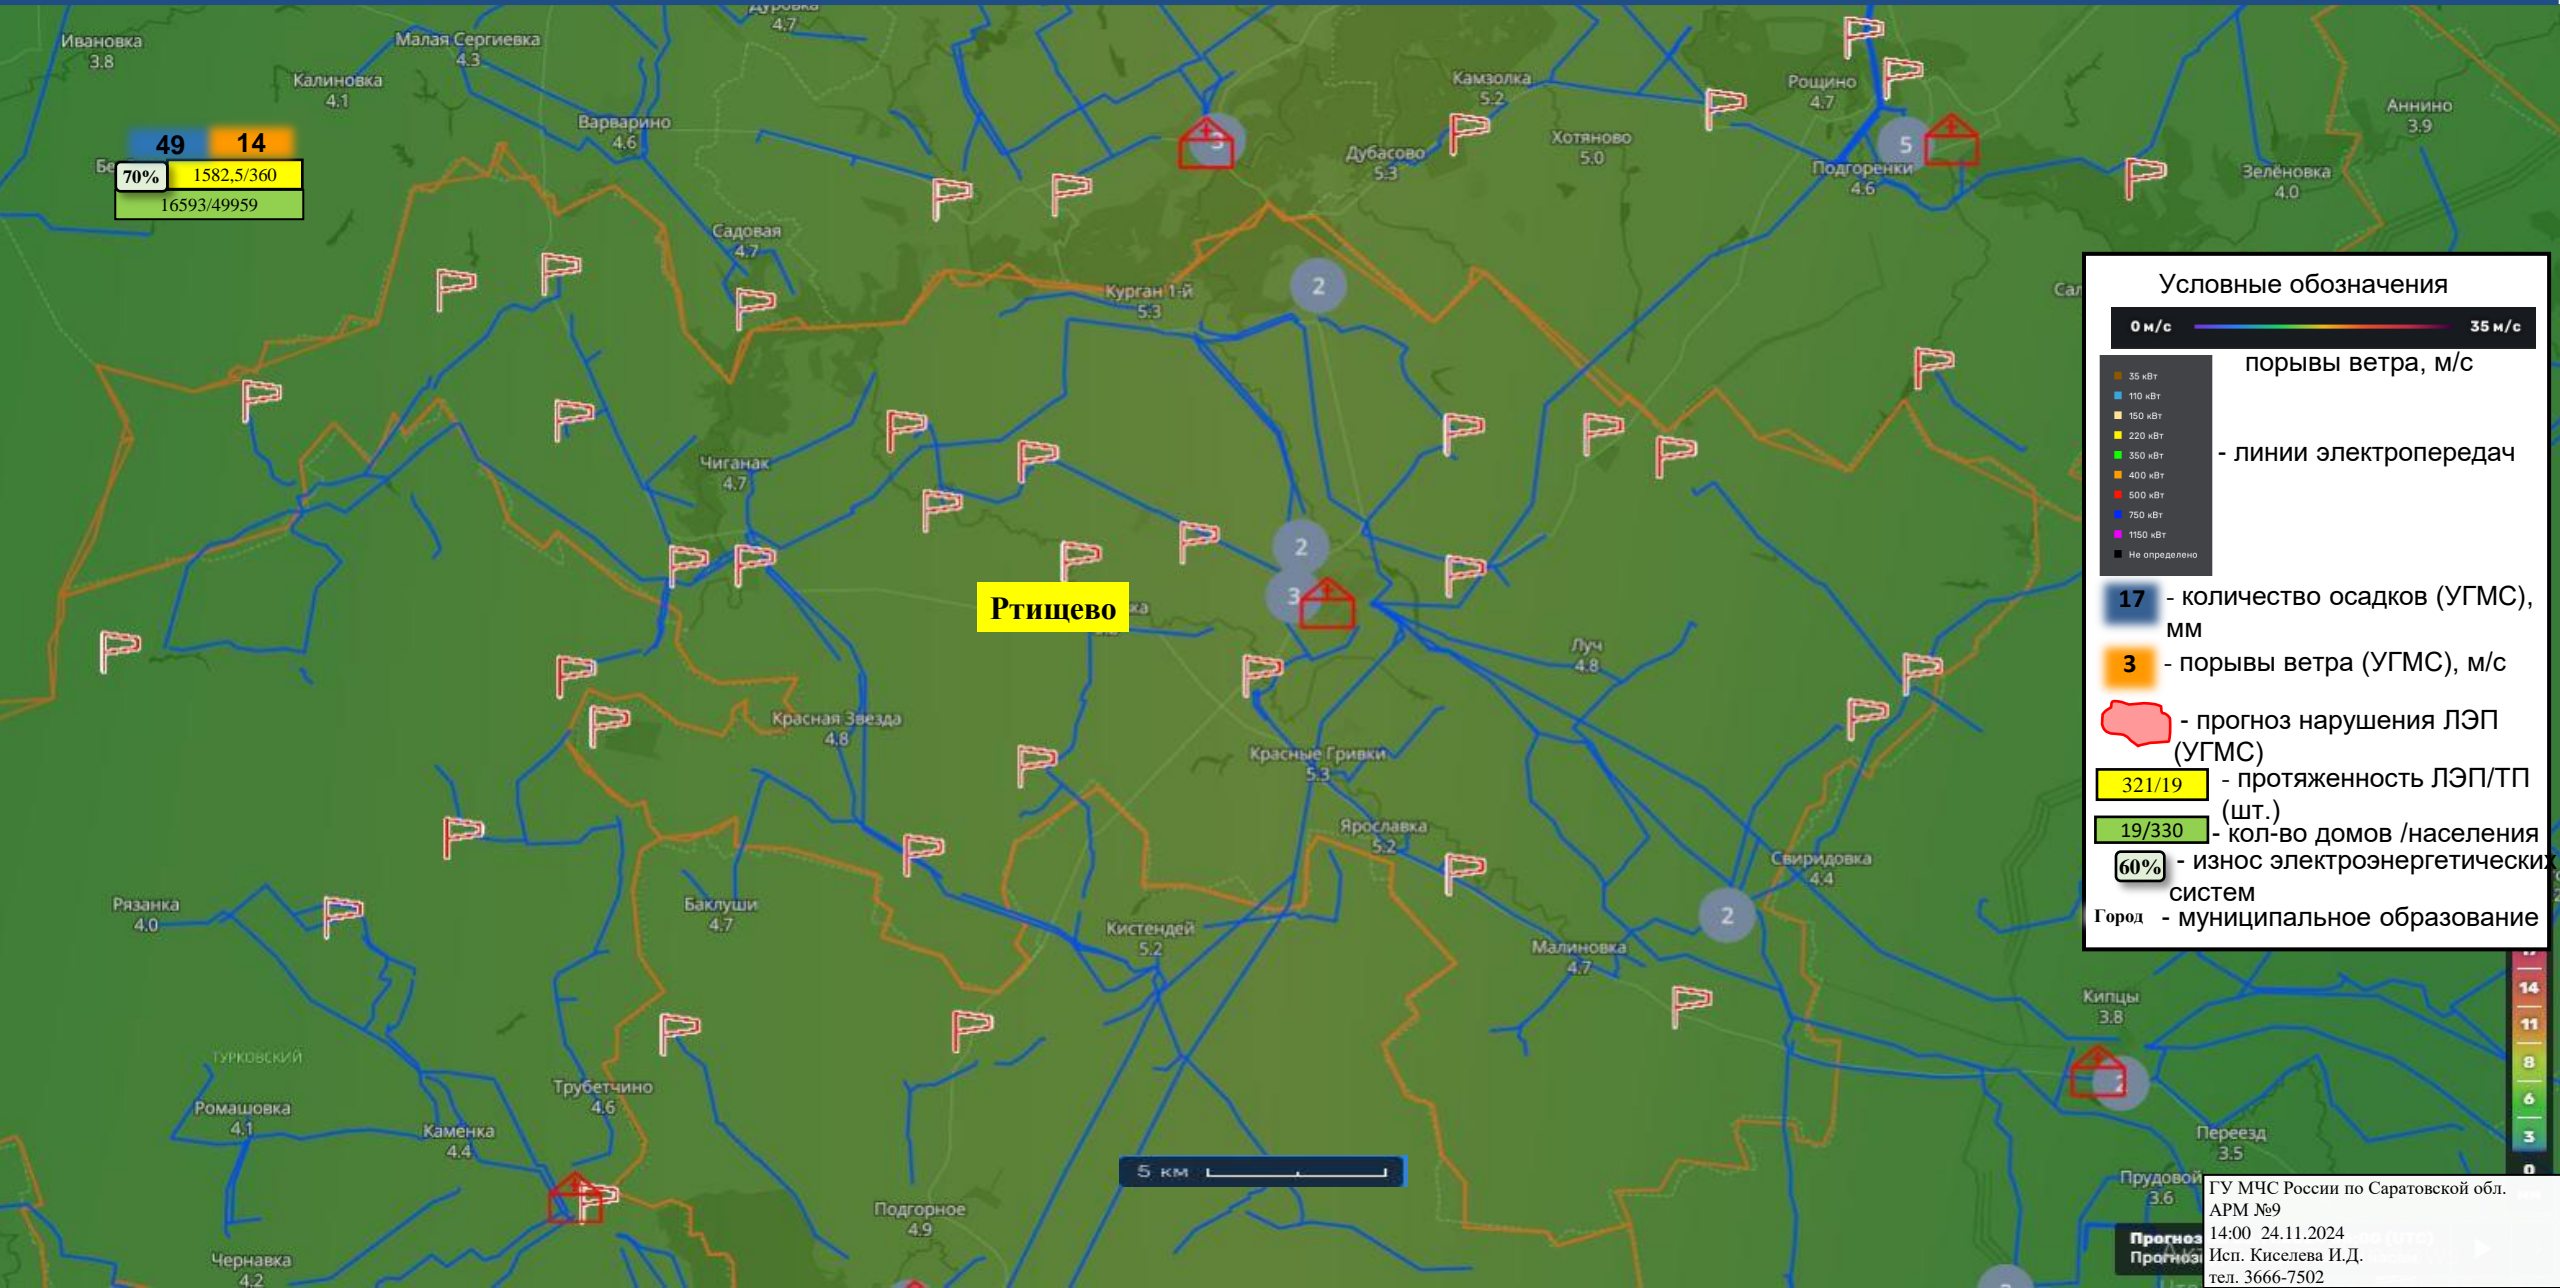 Дуровка
4.7
Ивановка
3.8
Малая Сергиевка
4.3
Калиновка
4.1
Варварино
4.6
Камзолка
5.2
Рощино
4.7
Аннино
3.9
49 14
70% 1582,5/360
16593/49959
3
Дубасово
5.3
Хотяново
5.0
5
Подгоренки
4.6
Зелёновка
4.0
Садовая
4.7
Курган 1-й
5.3
2
Чиганак
4.7
2
3
Ртищево
Луч
4.8
Красная Звезда
4.8
Красные Гривки
5.3
Ярославка
5.2
Свиридовка
4.4
Рязанка
4.0
Баклуши
4.7
Кистендей
5.2
2
Малиновка
4.7
Кипцы
3.8
2
ТУРКОВСКИЙ
Трубетчино
4.6
Ромашовка
4.1
Каменка
4.4
Переезд
3.5
Прудовой
3.6
5 км
Подгорное
4.9
Чернавка
4.2
Условные обозначения
0 м/с 35 м/с
порывы ветра, м/с
35 кВт
110 кВт
150 кВт
220 кВт
350 кВт
400 кВт
500 кВт
750 кВт
1150 кВт
Не определено
- линии электропередач
17 - количество осадков (УГМС),
мм
3 - порывы ветра (УГМС), м/с
- прогноз нарушения ЛЭП
(УГМС)
321/19 - протяженность ЛЭП/ТП
(шт.)
19/330 - кол-во домов /населения
60% - износ электроэнергетических
систем
Город - муниципальное образование
14
11
8
6
3
0
Прогноз
ГУ МЧС России по Саратовской обл.
АРМ №9
14:00 24.11.2024
Исп. Киселева И.Д.
тел. 3666-7502